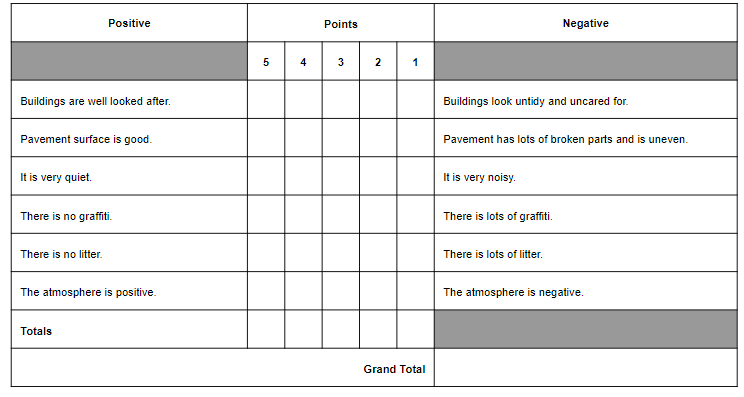 Positive Points Negative
5 4 3 2 1
Buildings are well looked after. Buildings look untidy and uncared for.
Pavement surface is good. Pavement has lots of broken parts and is uneven.
It is very quiet. It is very noisy.
There is no graffiti. There is lots of graffiti.
There is no litter. There is lots of litter.
The atmosphere is positive. The atmosphere is negative.
Totals
Grand Total